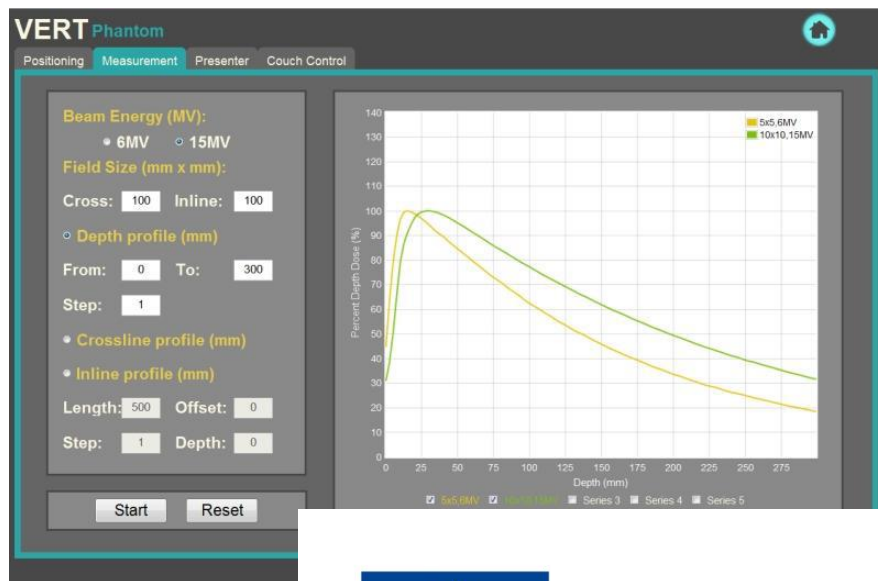 VERT Phantom
Positioning Measurement Presenter Couch Control
Beam Energy (MV):
6MV 15MV
Field Size (mm x mm):
Cross: 100 Inline: 100
Depth profile (mm)
From: 0 To: 300
Step: 1
Crossline profile (mm)
Inline profile (mm)
Length: 500 Offset: 0
Step: 1 Depth: 0
Start Reset
5x5,6MV
10x10,15MV
Percent Depth Dose (%)
140
130
120
110
100
90
80
70
60
50
40
30
20
10
0
0 25 50 75 100 125 150 175 200 225 250 275
Depth (mm)
5x5,6MV 10x10,15MV Series 3 Series 4 Series 5